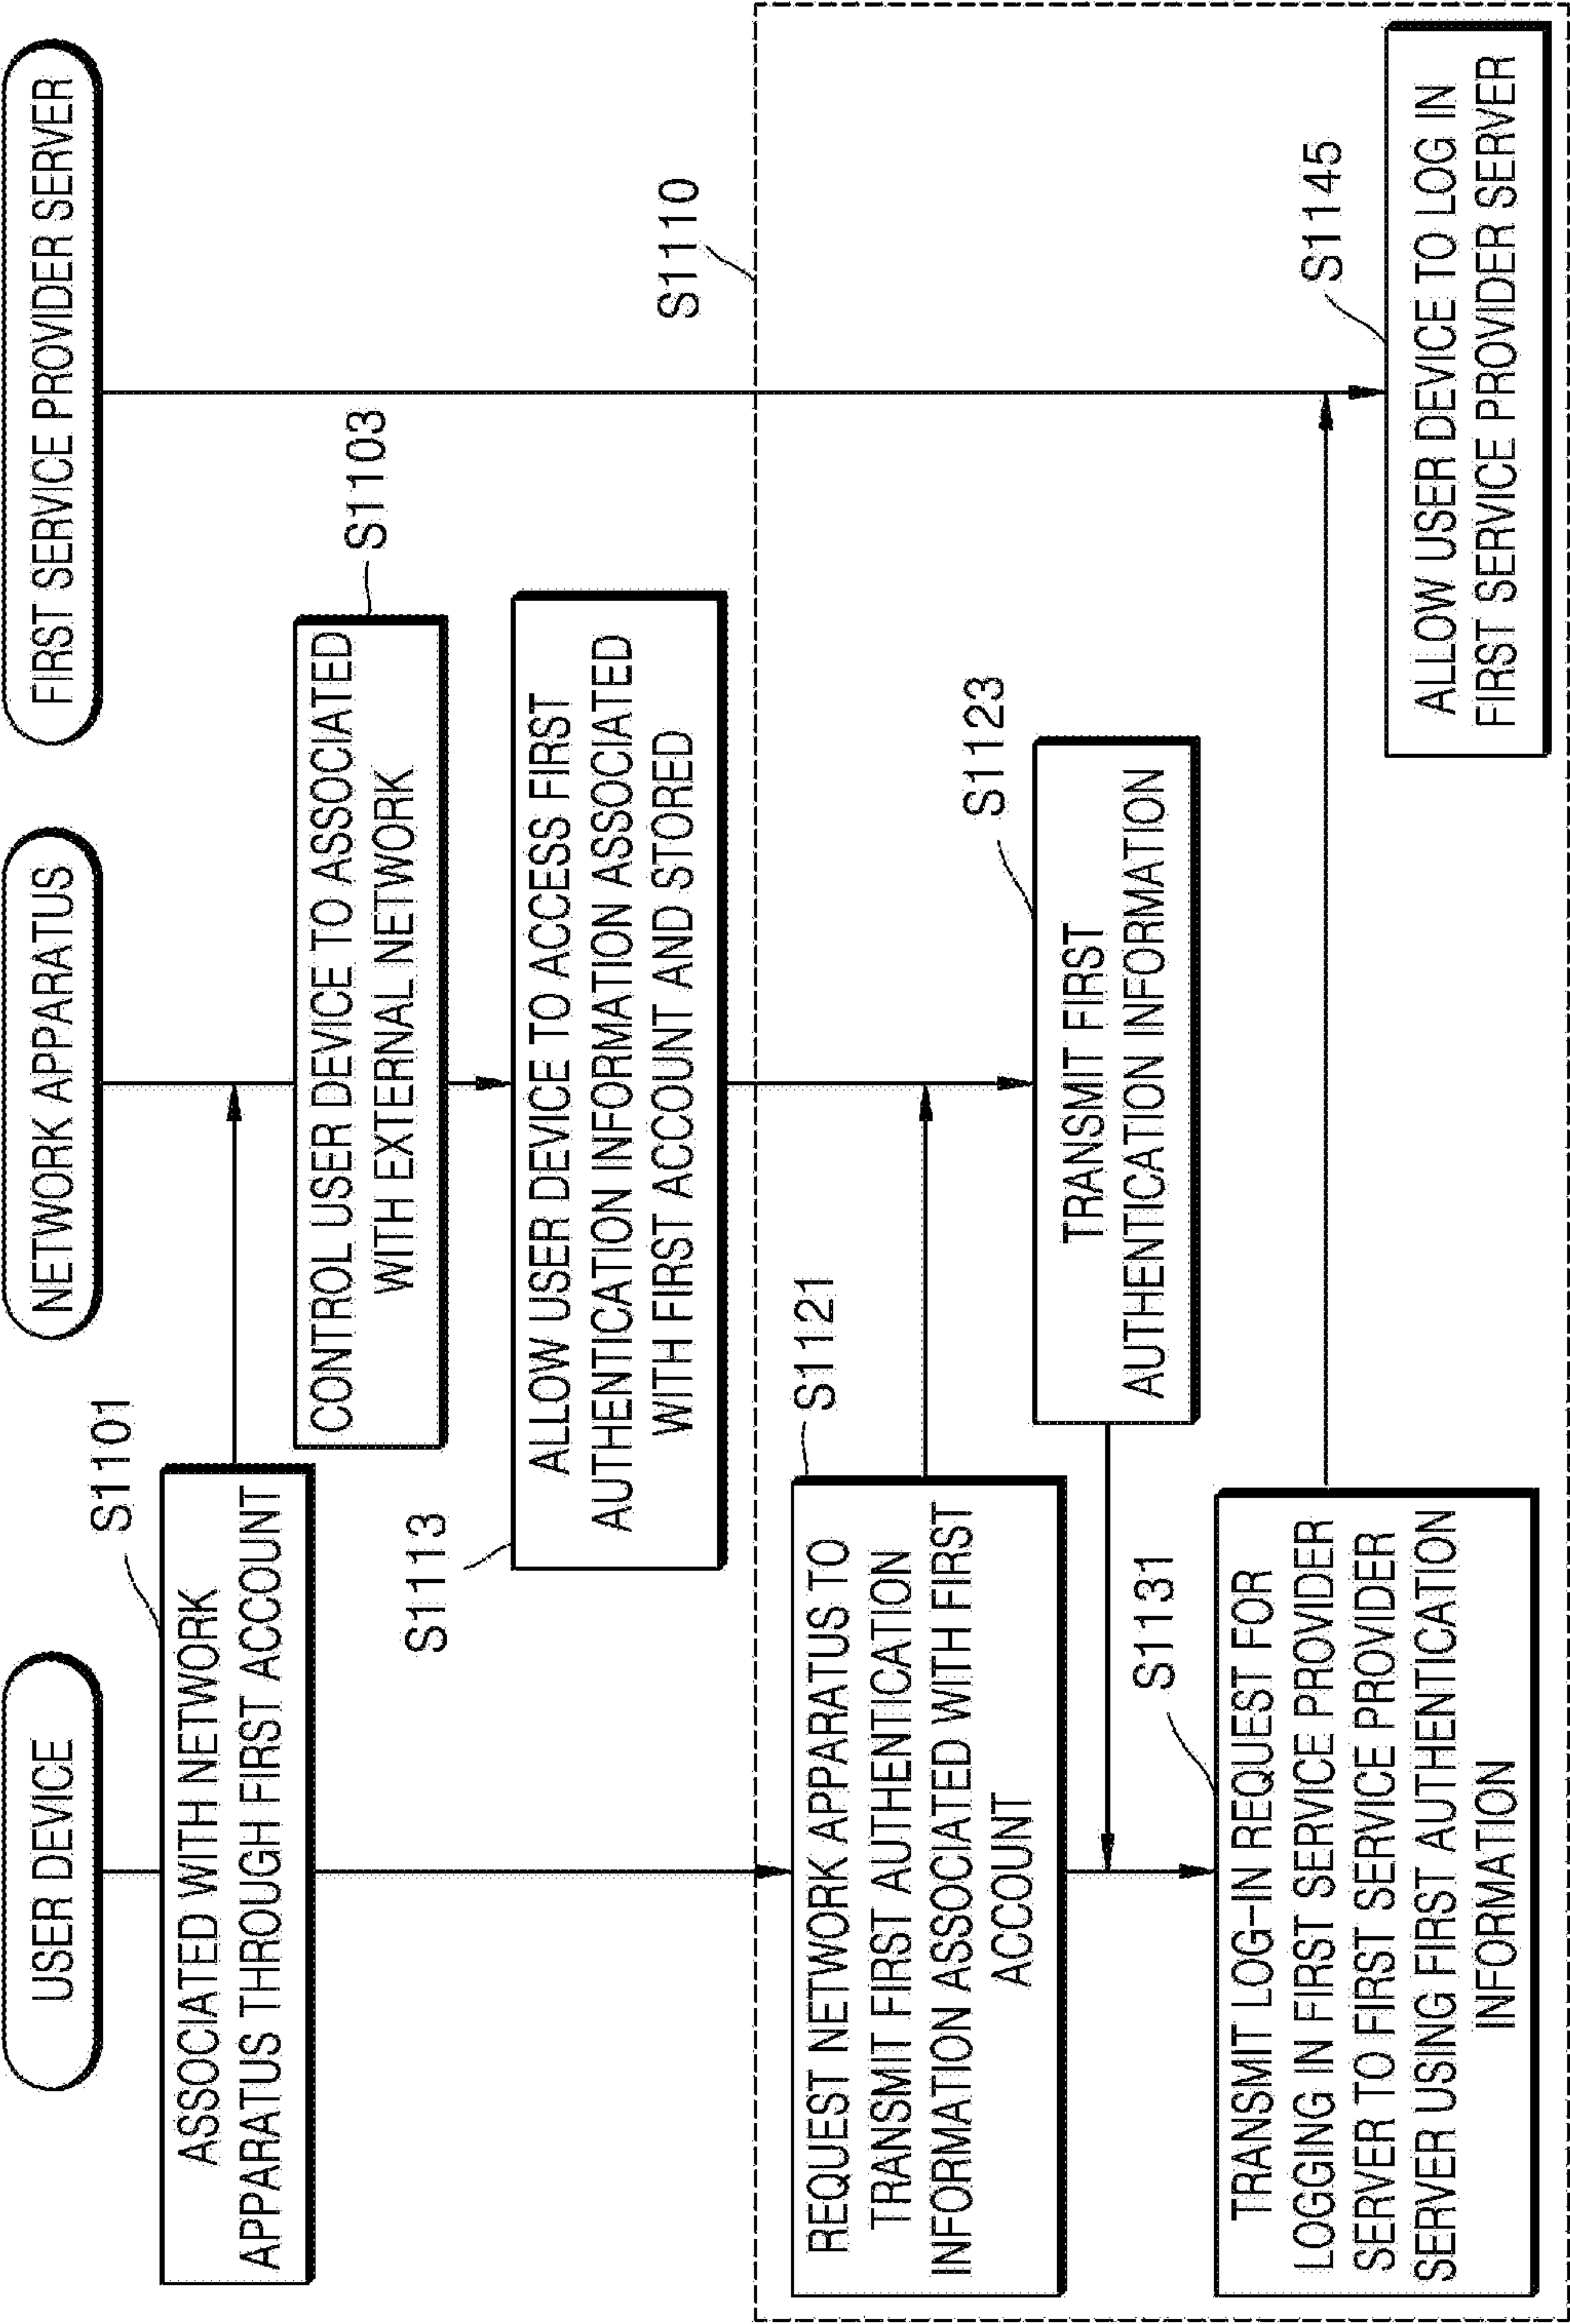 USER DEVICE
NETWORK APPARATUS
FIRST SERVICE PROVIDER SERVER
S1101
ASSOCIATED WITH NETWORK
APPARATUS THROUGH FIRST ACCOUNT
S1103
CONTROL USER DEVICE TO ASSOCIATED
WITH EXTERNAL NETWORK
S1113
ALLOW USER DEVICE TO ACCESS FIRST
AUTHENTICATION INFORMATION ASSOCIATED
WITH FIRST ACCOUNT AND STORED
S1110
S1121
REQUEST NETWORK APPARATUS TO
TRANSMIT FIRST AUTHENTICATION
INFORMATION ASSOCIATED WITH FIRST
ACCOUNT
S1123
TRANSMIT FIRST
AUTHENTICATION INFORMATION
S1131
TRANSMIT LOG-IN REQUEST FOR
LOGGING IN FIRST SERVICE PROVIDER
SERVER TO FIRST SERVICE PROVIDER
SERVER USING FIRST AUTHENTICATION
INFORMATION
S1145
ALLOW USER DEVICE TO LOG IN
FIRST SERVICE PROVIDER SERVER